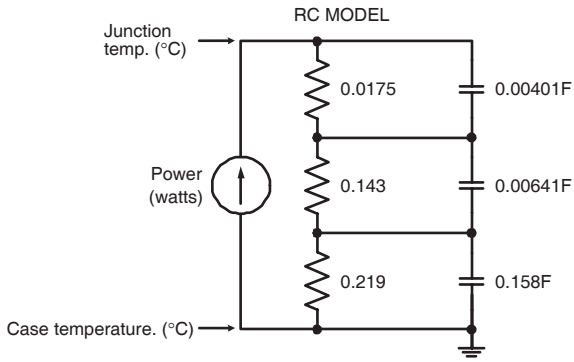 RC MODEL
Junction
temp. (°C)
0.0175
0.00401F
Power
(watts)
0.143
0.00641F
0.219
0.158F
Case temperature. (°C)